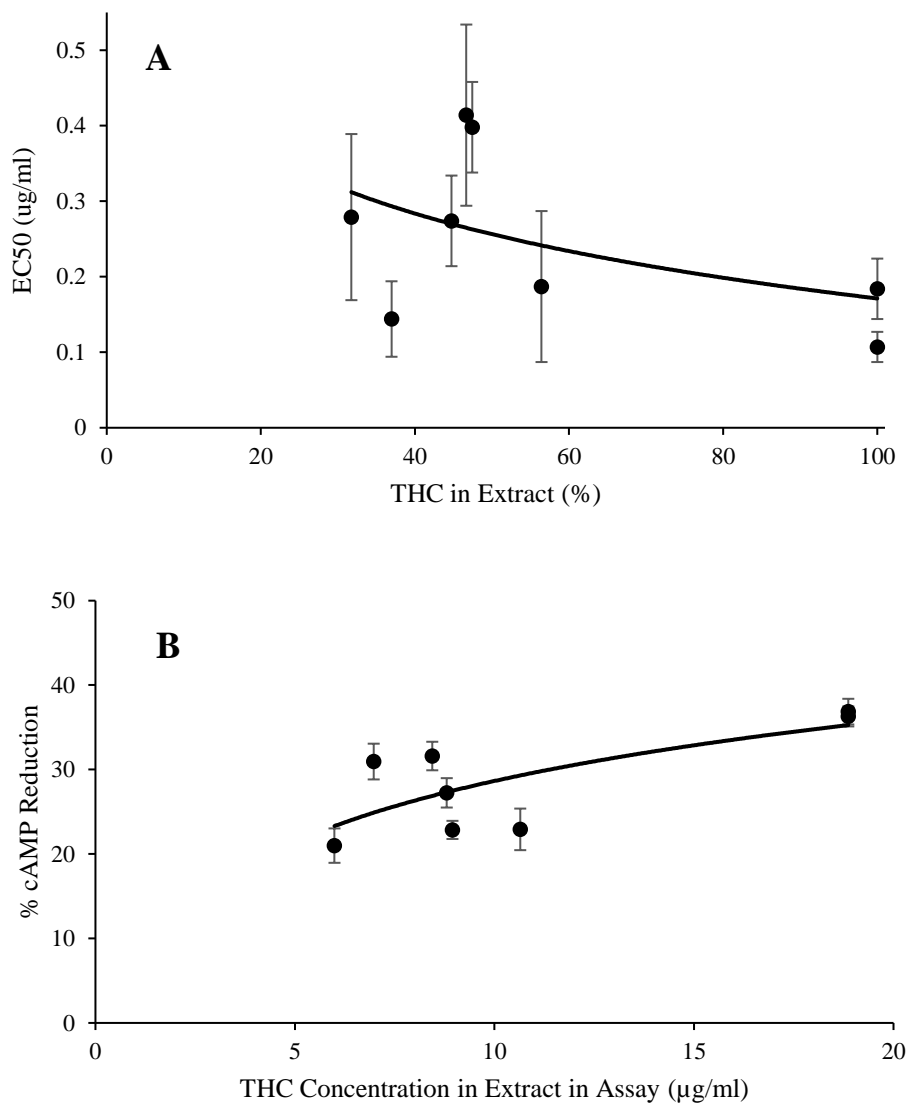 A
0.5
0.4
0.3
0.2
0.1
0
EC50 (ug/ml)
0 20 40 60 80 100
THC in Extract (%)
B
50
40
30
20
10
0
% cAMP Reduction
0 5 10 15 20
THC Concentration in Extract in Assay (µg/ml)